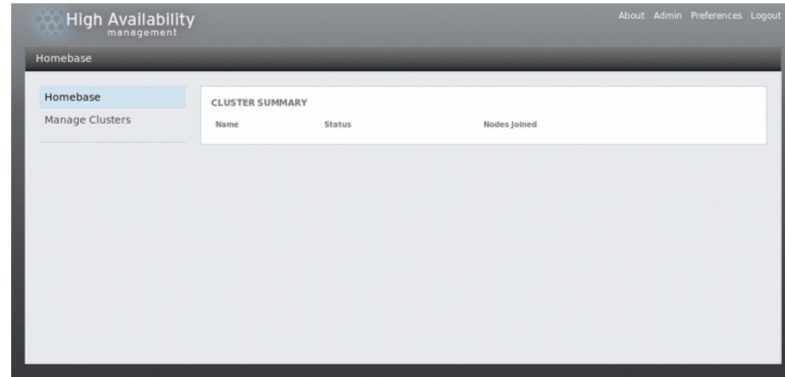 High Availability
management
About Admin Preferences Logout
Homebase
Homebase
Manage Clusters
CLUSTER SUMMARY
Name Status Nodes Joined